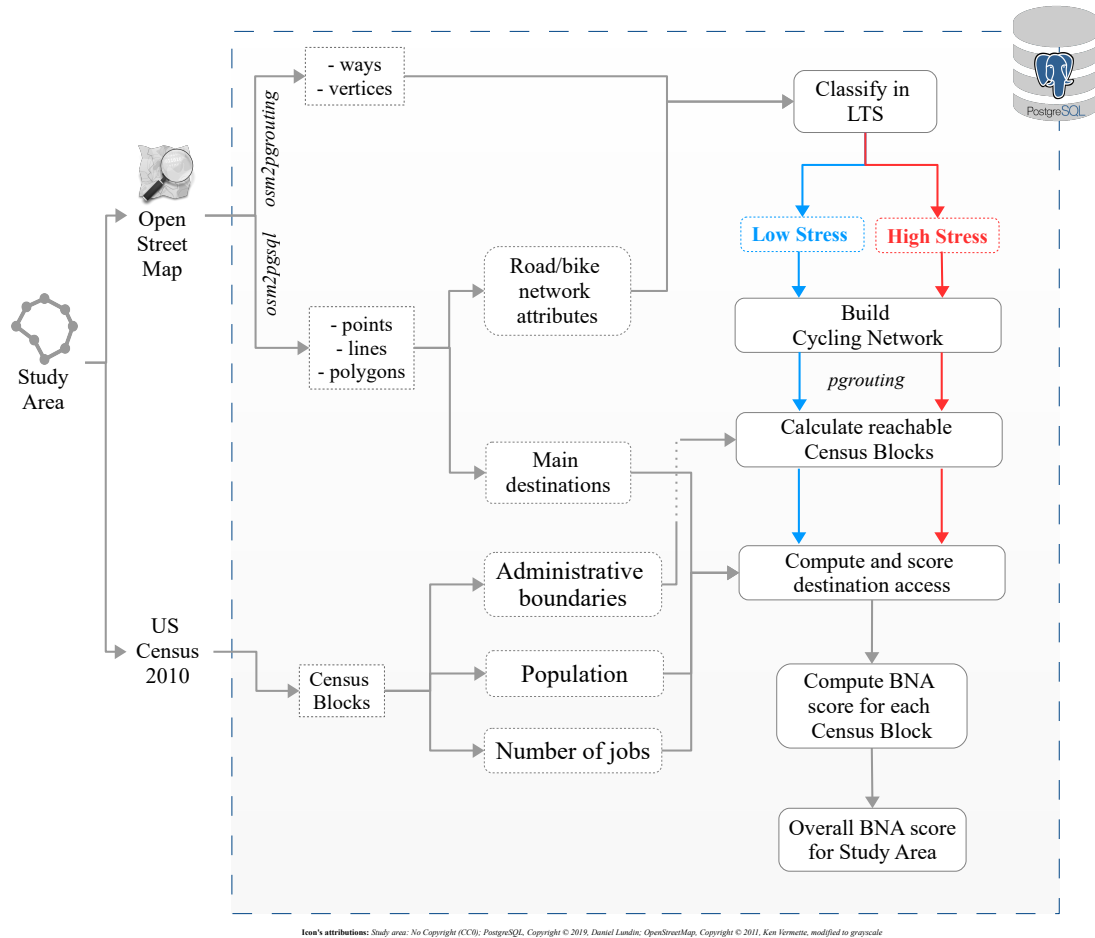 - ways
- vertices
Classify in
LTS
PostgreSQL
osm2pgrouting
Open
Street
Map
osm2pgsql
Low Stress
High Stress
Road/bike
network
attributes
Build
Cycling Network
- points
- lines
- polygons
Study
Area
pgrouting
Calculate reachable
Census Blocks
Main
destinations
Administrative
boundaries
Compute and score
destination access
US
Census
2010
Census
Blocks
Population
Compute BNA
score for each
Census Block
Number of jobs
Overall BNA score
for Study Area
Icon's attributions: Study area: No Copyright (CC0); PostgreSQL, Copyright © 2019, Daniel Lundin; OpenStreetMap, Copyright © 2011, Ken Vermette, modified to grayscale